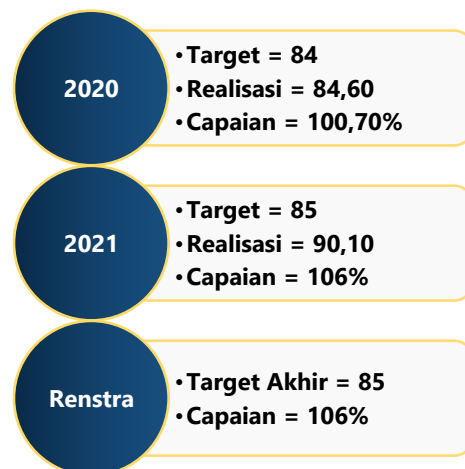 2020
•Target = 84
•Realisasi = 84,60
•Capaian = 100,70%
2021
•Target = 85
•Realisasi = 90,10
•Capaian = 106%
Renstra
•Target Akhir = 85
•Capaian = 106%